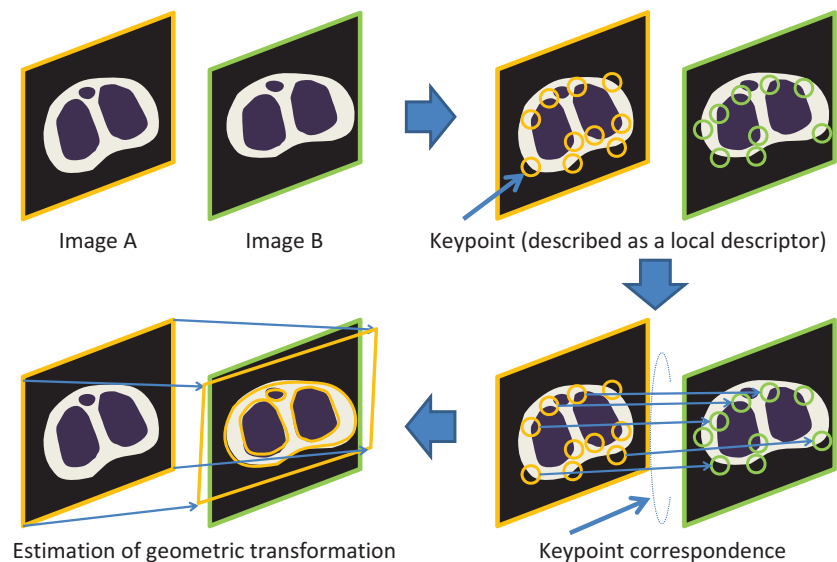 Image A
Image B
Keypoint (described as a local descriptor)
Estimation of geometric transformation
Keypoint correspondence